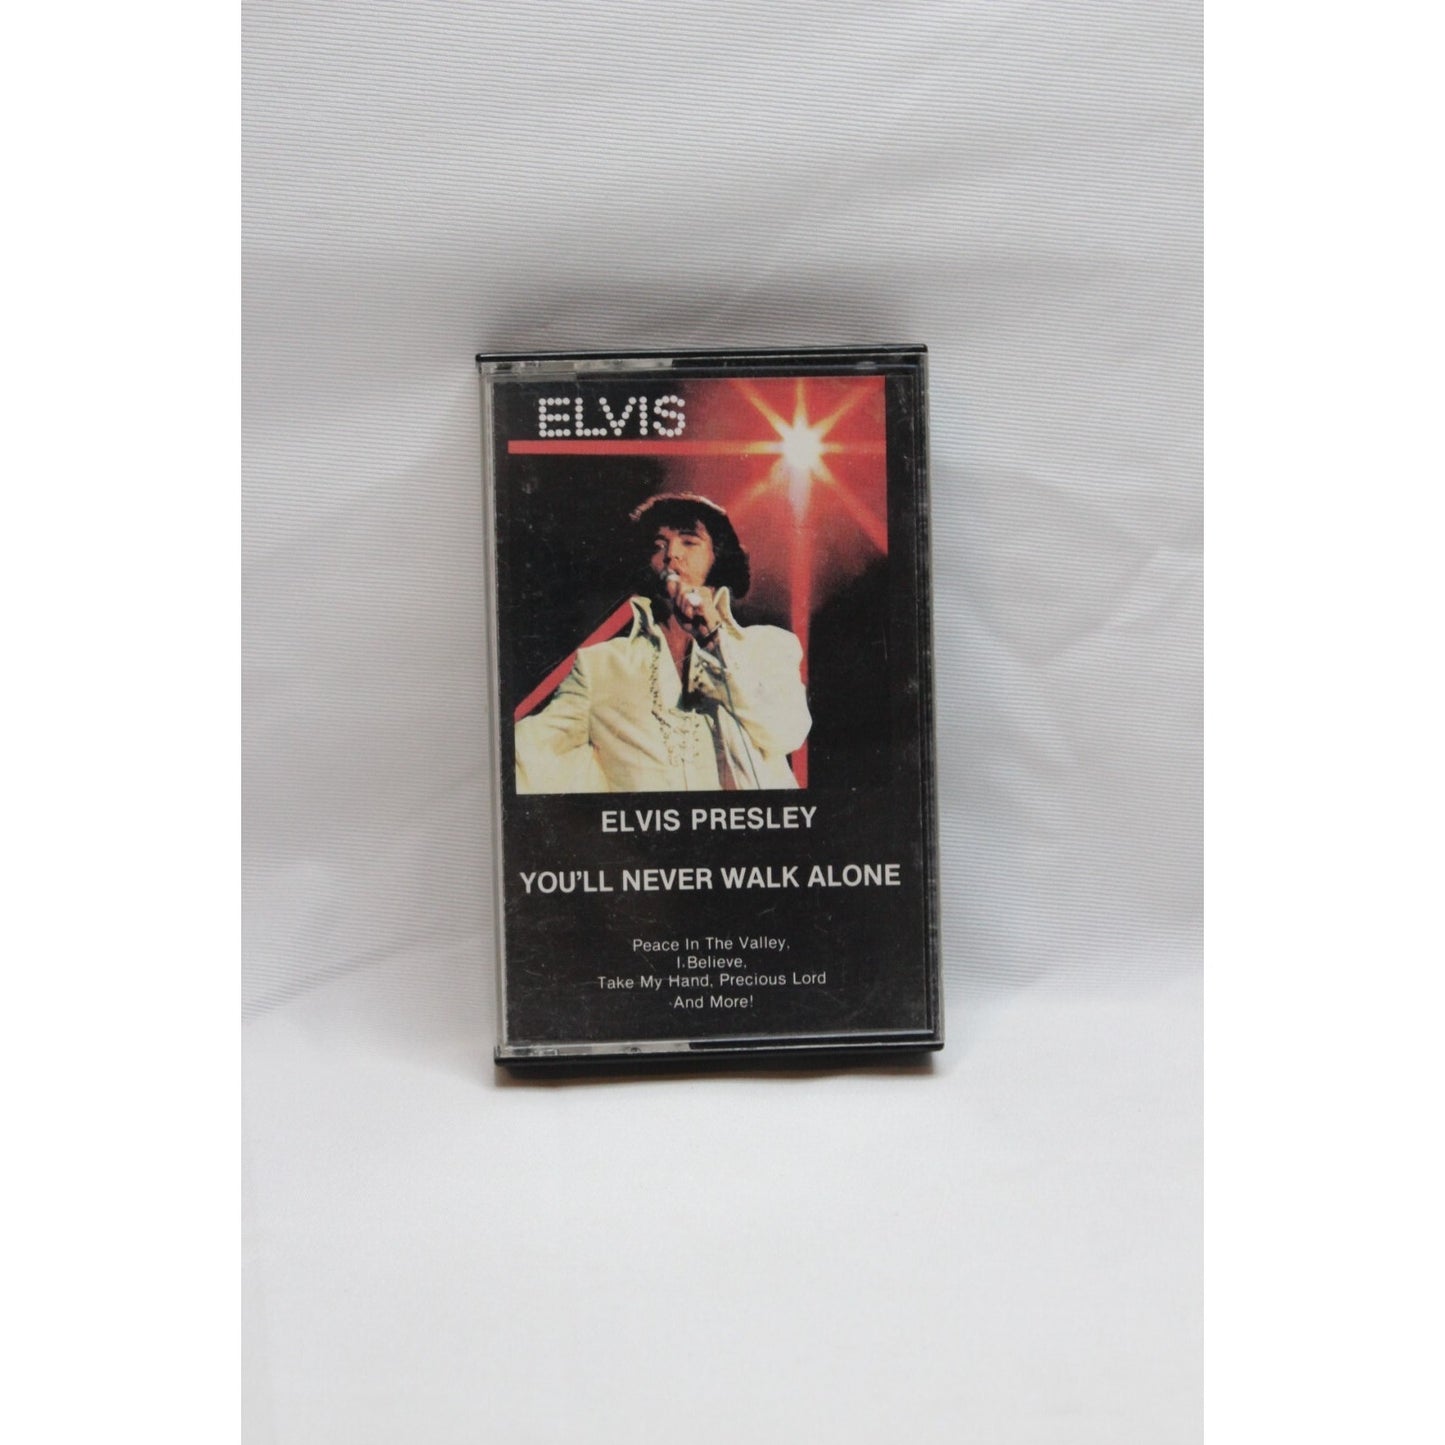 ELVIS
ELVIS PRESLEY
YOU'LL NEVER WALK ALONE
Peace In The Valley,
I Believe,
Take My Hand, Precious Lord
And More!